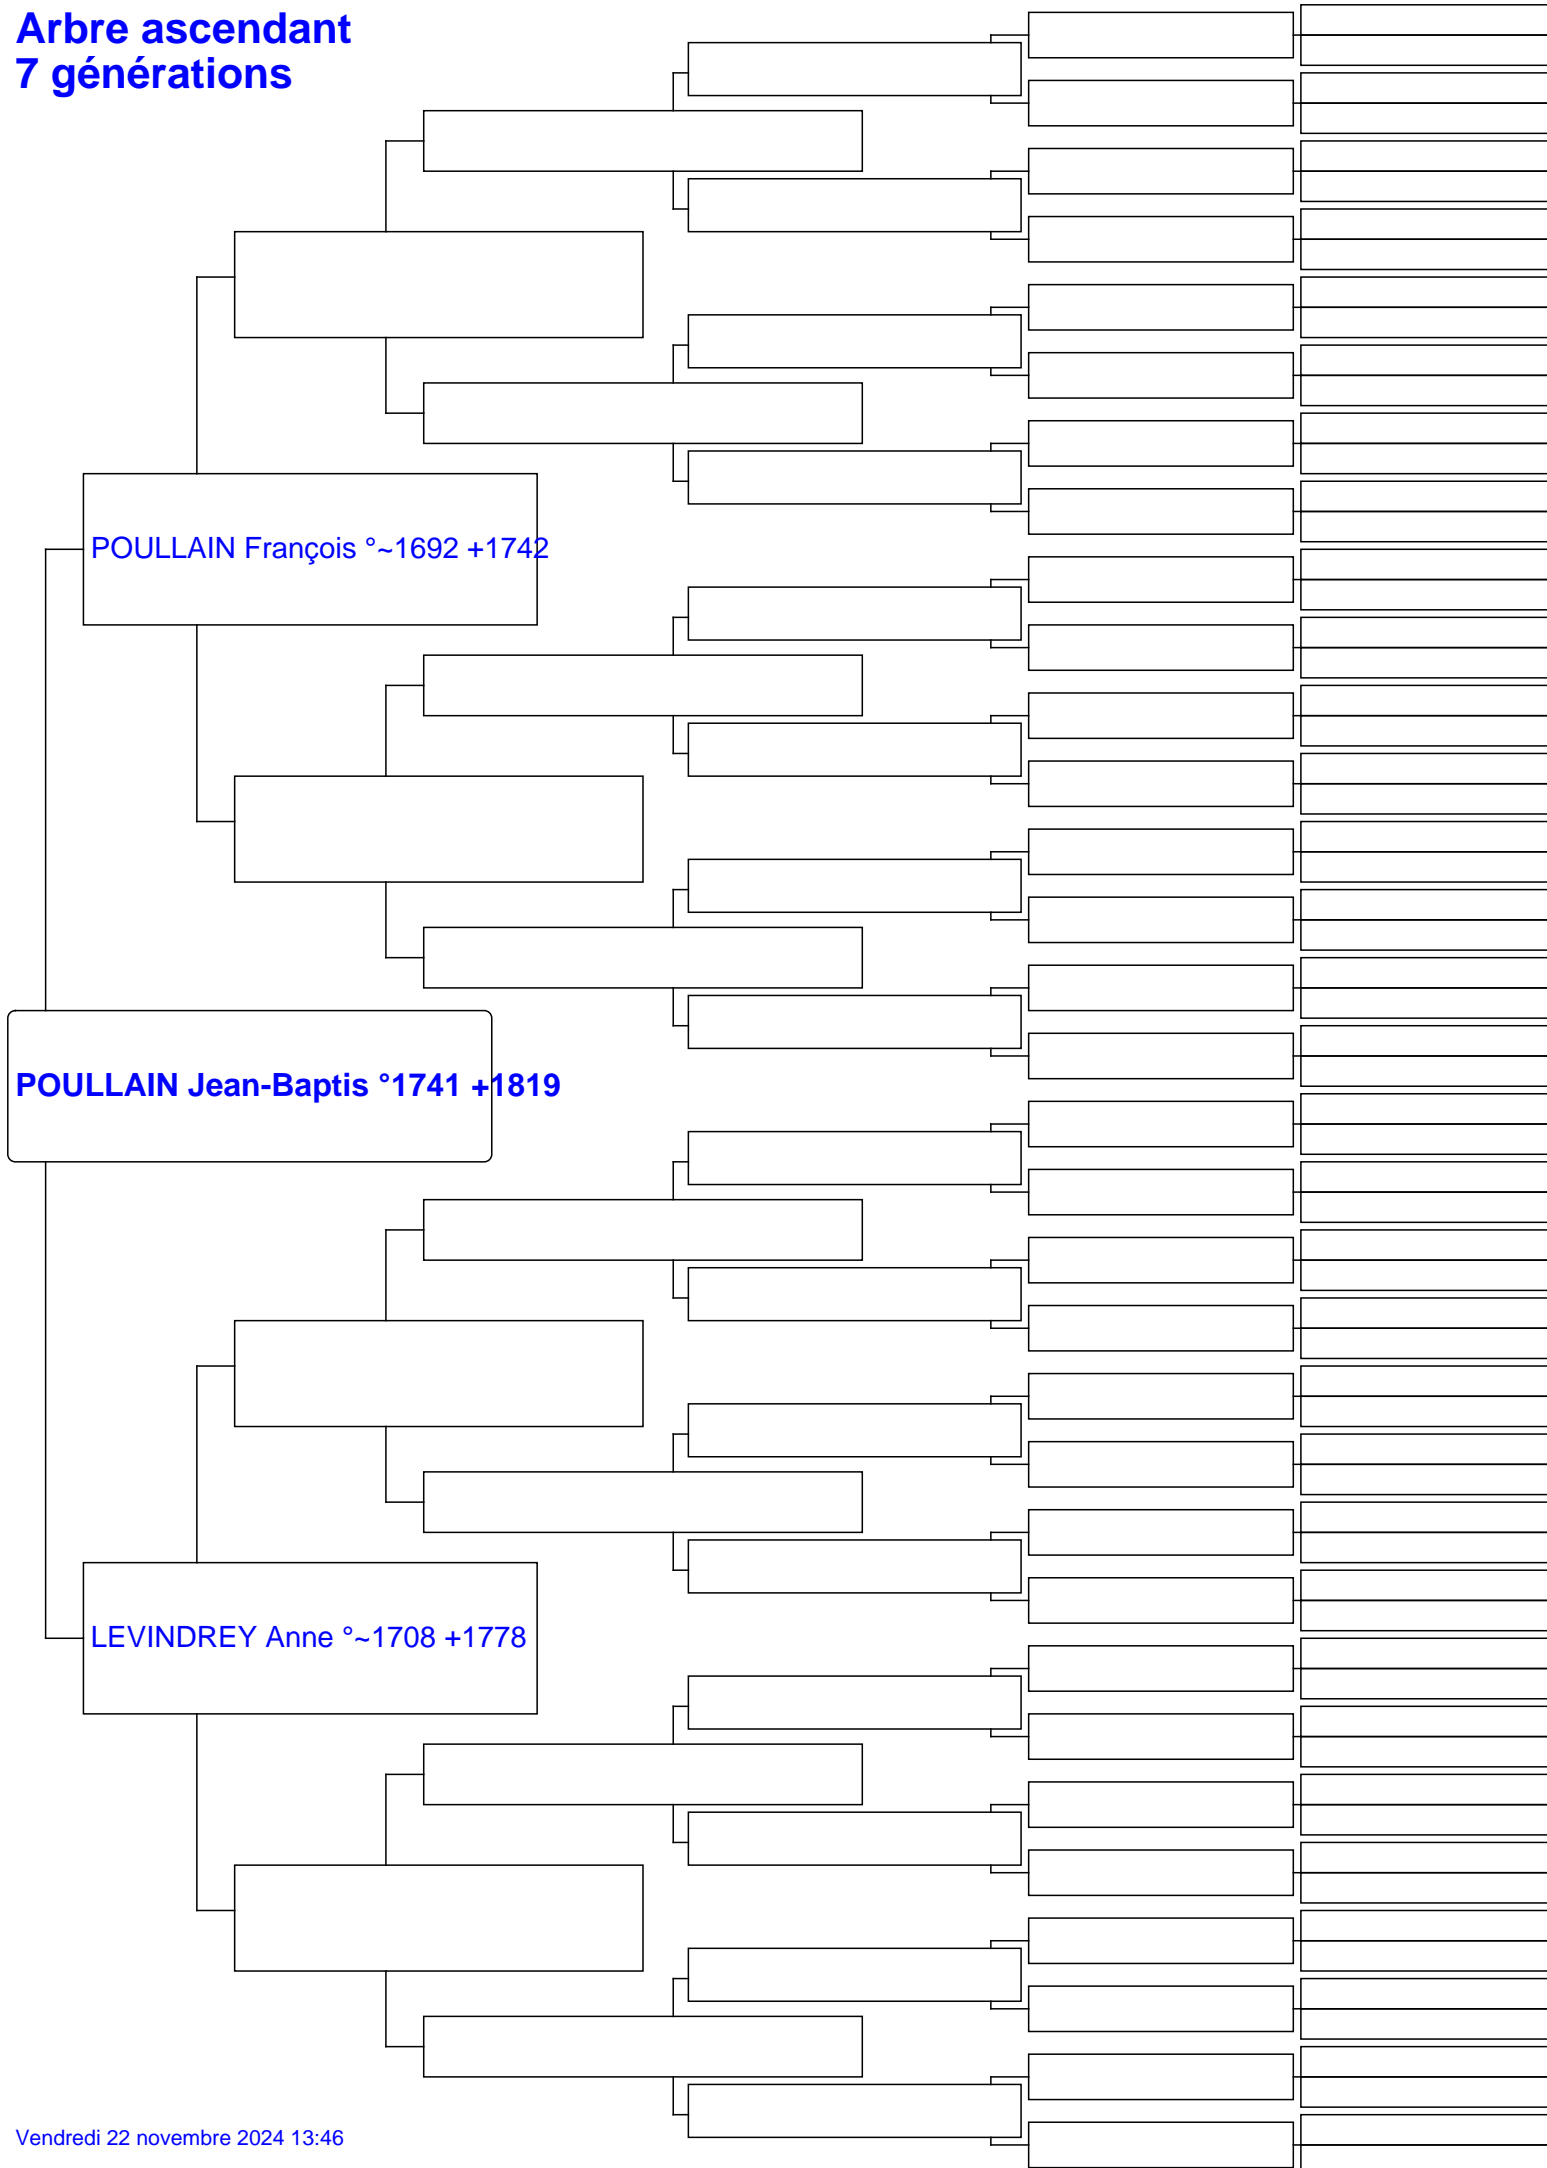 Arbre ascendant
7 générations
POULLAIN François °~1692 +1742
POULLAIN Jean-Baptis °1741 +1819
LEVINDREY Anne °~1708 +1778
Vendredi 22 novembre 2024 13:46